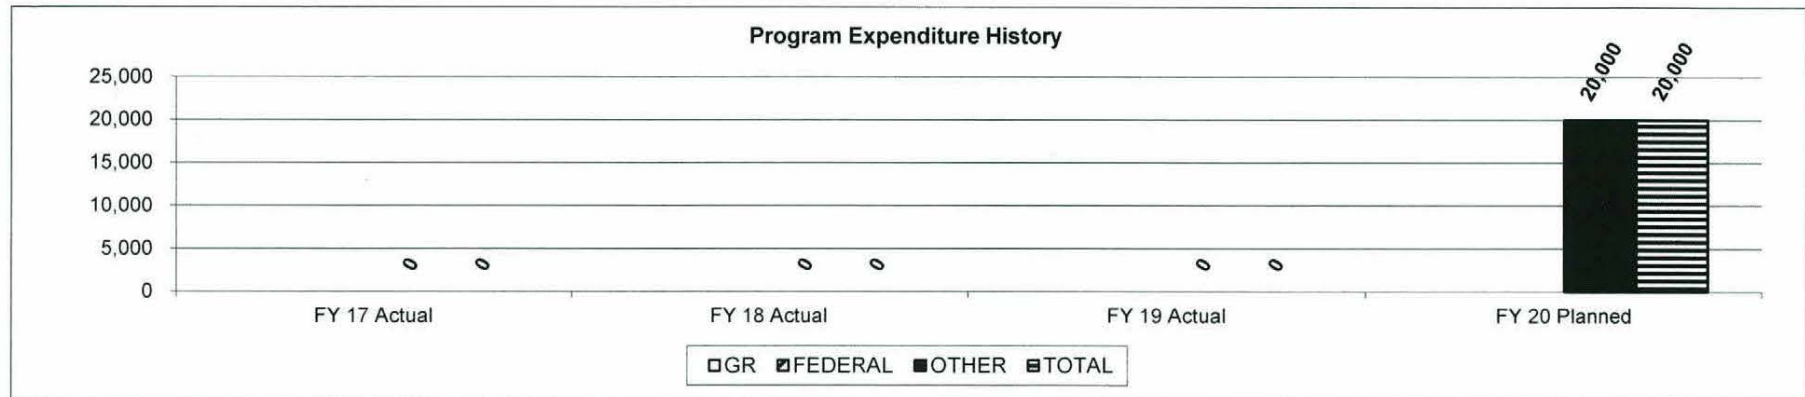 Program Expenditure History
25,000
20,000
15,000
10,000
5,000
0
20,000 20,000
0 0 0 0 0 0
FY 17 Actual FY 18 Actual FY 19 Actual FY 20 Planned
GR FEDERAL OTHER TOTAL